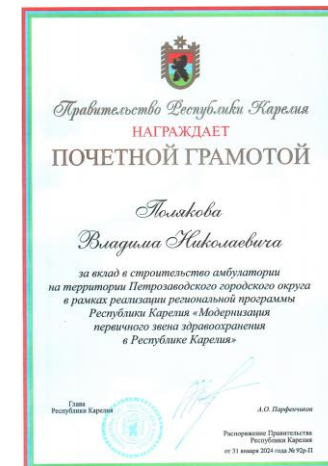 Правительство Республики Карелия
НАГРАЖДАЕТ
ПОЧЕТНОЙ ГРАМОТОЙ
Полякова
Владима Николаевича
за вклад в строительство амбулатории
на территории Петрозаводского городского округа
в рамках реализации региональной программы
Республики Карелия «Модернизация
первичного звена здравоохранения
в Республике Карелия»
Глава
Республики Карелия
А.О. Парфенчиков
Распоряжение Правительства
Республики Карелия
от 31 января 2024 года № 92р-П